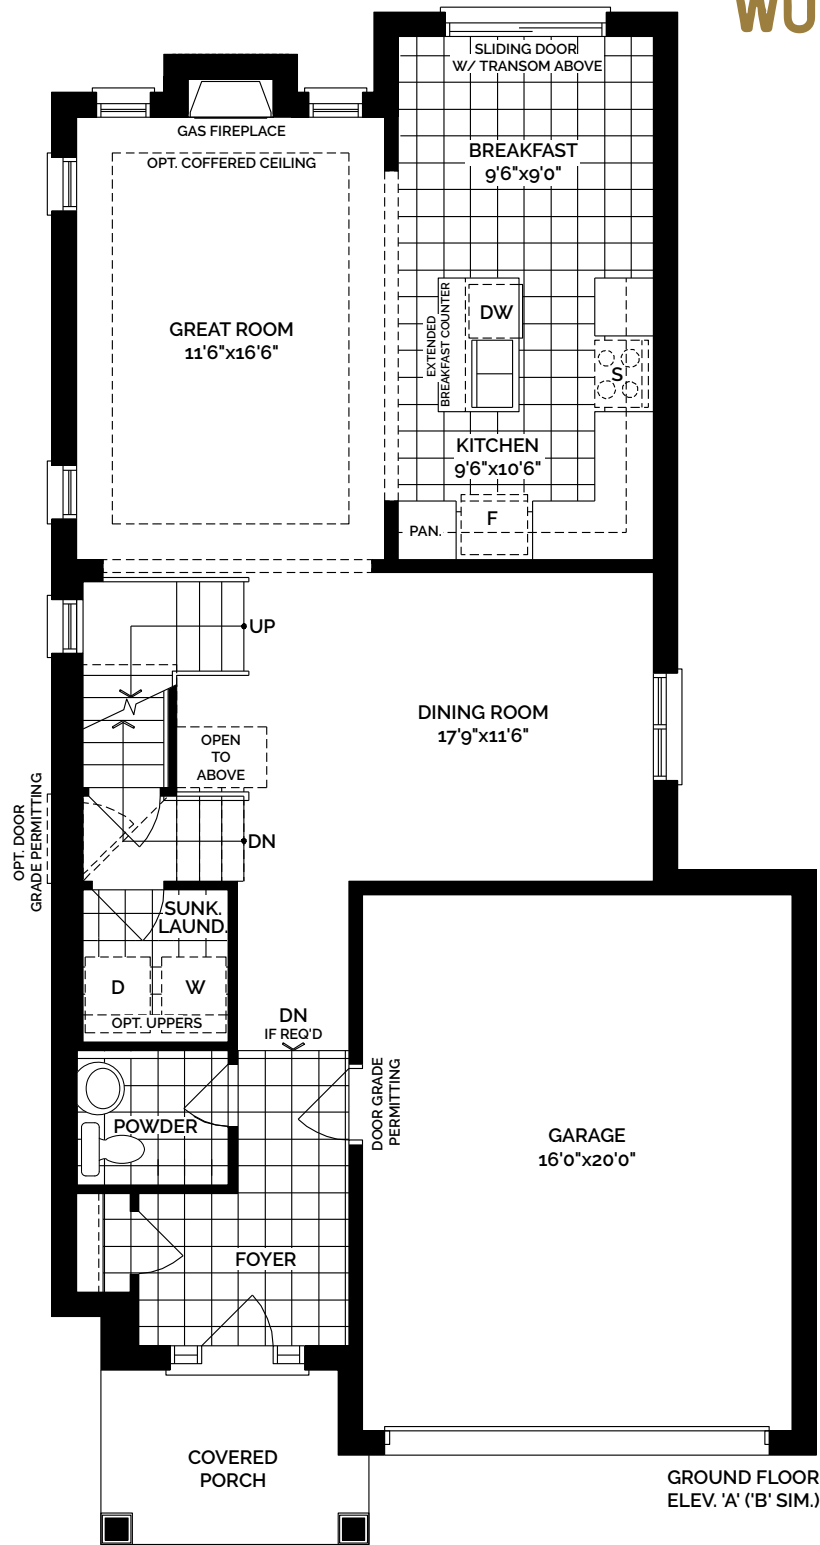 WO
SLIDING DOOR
W/ TRANSOM ABOVE
GAS FIREPLACE
OPT. COFFERED CEILING
BREAKFAST
9'6"x9'0"
GREAT ROOM
11'6"x16'6"
EXTENDED
BREAKFAST COUNTER
DW
S
KITCHEN
9'6"x10'6"
PAN.
F
UP
DINING ROOM
17'9"x11'6"
OPEN
TO
ABOVE
OPT. DOOR
GRADE PERMITTING
DN
SUNK.
LAUND.
D
W
OPT. UPPERS
DN
IF REQ'D
DOOR GRADE
PERMITTING
POWDER
GARAGE
16'0"x20'0"
FOYER
COVERED
PORCH
GROUND FLOOR
ELEV. 'A' ('B' SIM.)